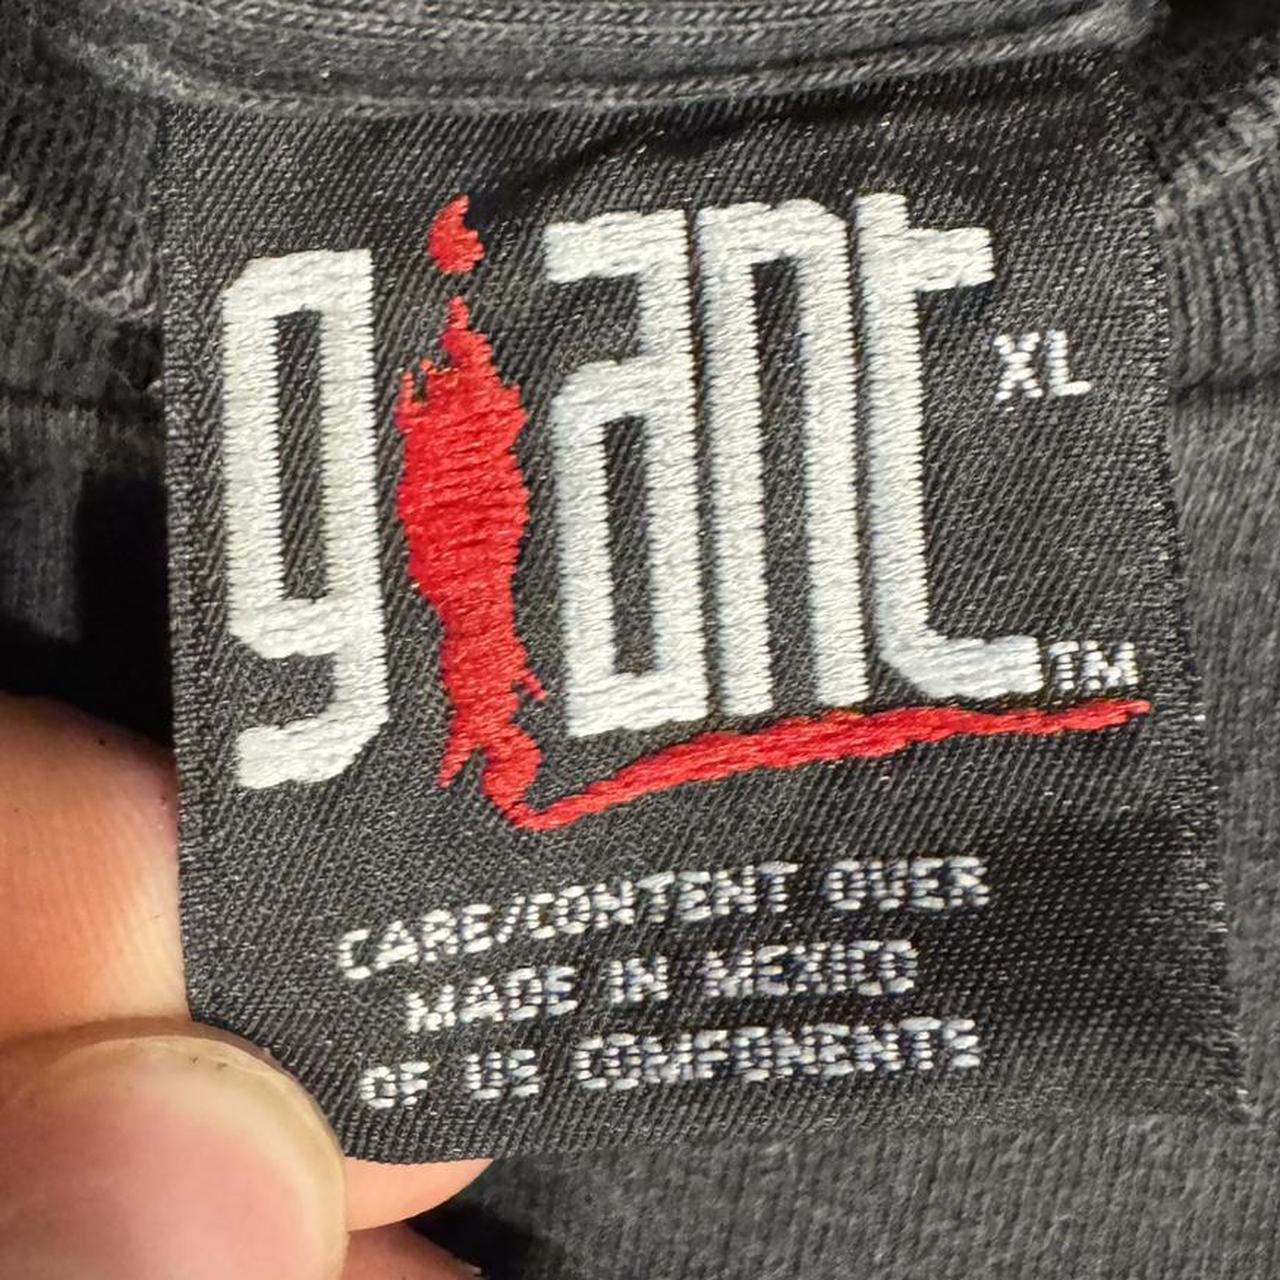 giant
XL
TM
CARE/CONTENT OVER
MADE IN MEXICO
OF US COMPONENTS